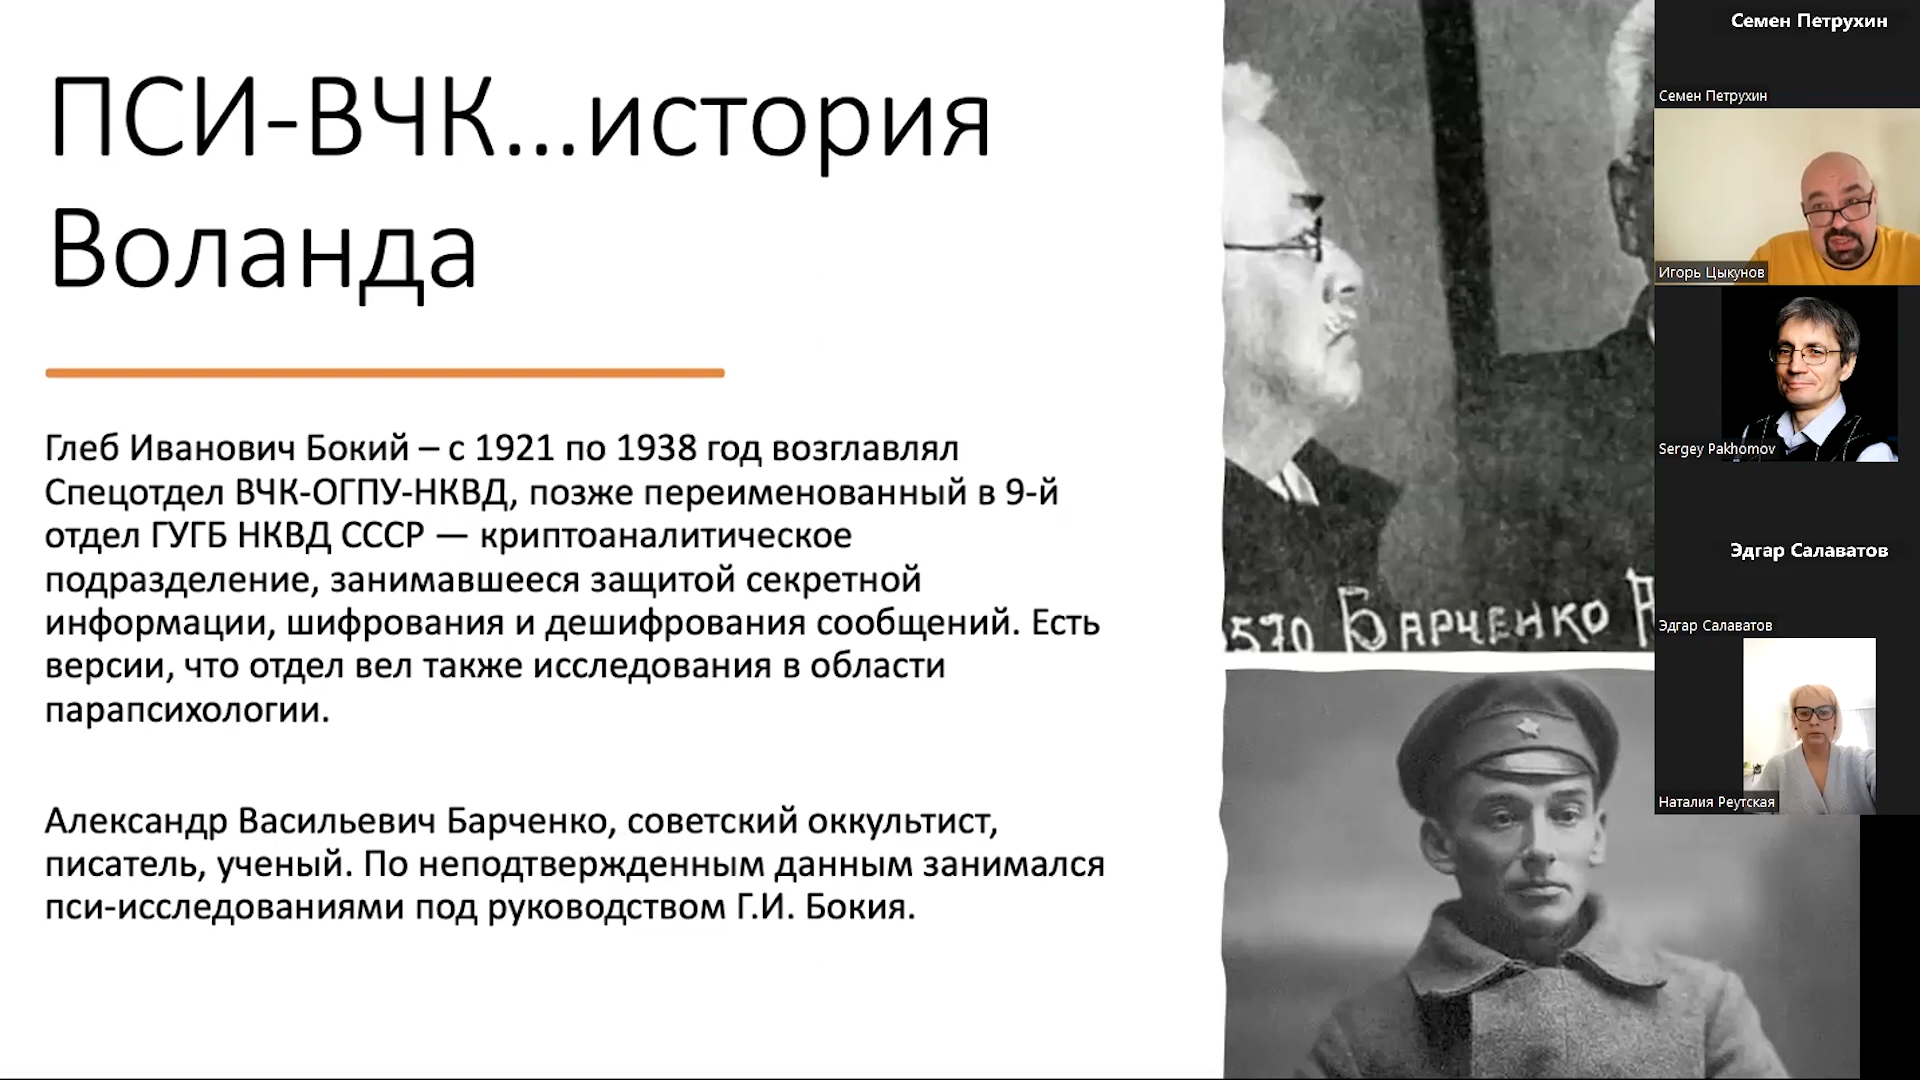 ПСИ-ВЧК...история
Воланда
Глеб Иванович Бокий – с 1921 по 1938 год возглавлял
Спецотдел ВЧК-ОГПУ-НКВД, позже переименованный в 9-й
отдел ГУГБ НКВД СССР — криптоаналитическое
подразделение, занимавшееся защитой секретной
информации, шифрования и дешифрования сообщений. Есть
версии, что отдел вел также исследования в области
парапсихологии.
Александр Васильевич Барченко, советский оккультист,
писатель, ученый. По неподтвержденным данным занимался
пси-исследованиями под руководством Г.И. Бокия.
570 Барченко
Семен Петрухин
Семен Петрухин
Игорь Цыкунов
Sergey Pakhomov
Эдгар Салаватов
Эдгар Салаватов
Наталия Реутская